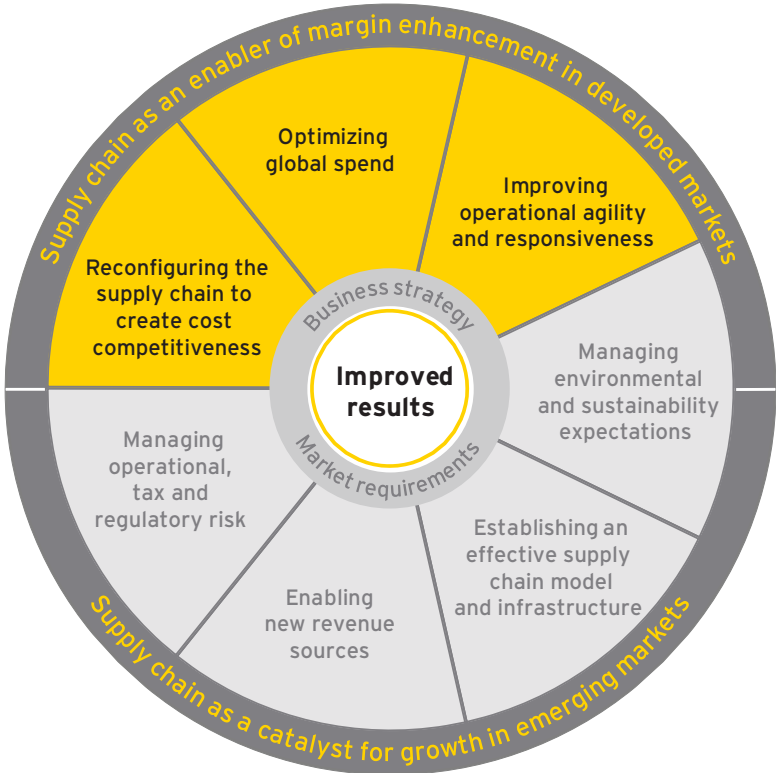 Supply chain as an enabler of margin enhancement in developed markets
Optimizing
global spend
Improving
operational agility
and responsiveness
Reconfiguring the
supply chain to
create cost
competitiveness
Business strategy
Improved
results
Market requirements
Managing
environmental
and sustainability
expectations
Managing
operational,
tax and
regulatory risk
Establishing an
effective supply
chain model
and infrastructure
Enabling
new revenue
sources
Supply chain as a catalyst for growth in emerging markets